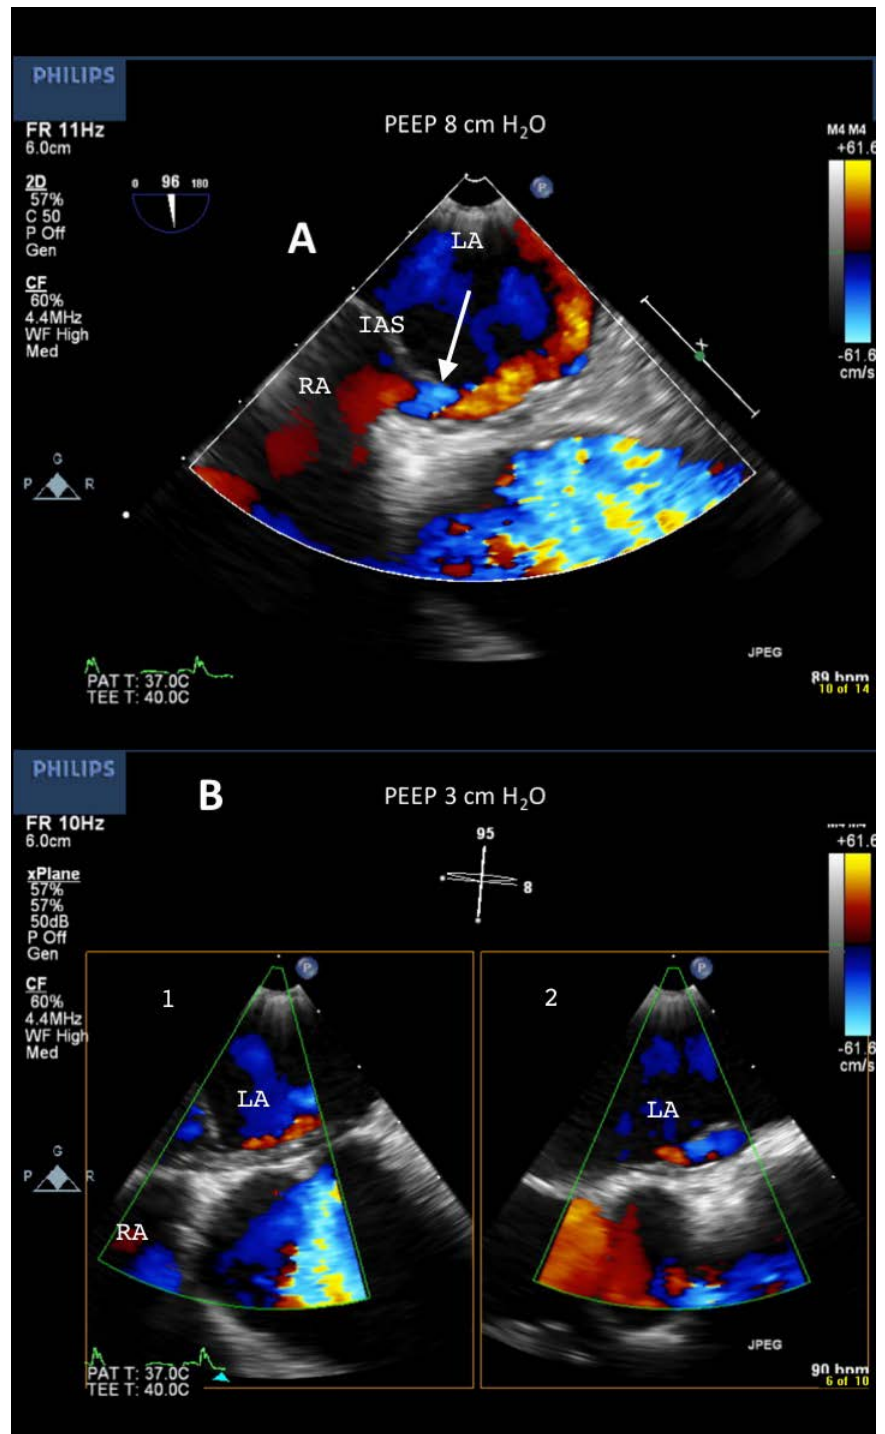 PHILIPS
FR 11Hz
6.0cm
PEEP 8 cm H₂O
M4 M4
+61.6
2D
57%
C 50
P Off
Gen
0 96 180
P
A
LA
CF
60%
4.4MHz
WF High
Med
IAS
RA
x
-61.6
cm/s
G
P R
JPEG
PAT T: 37.0C
TEE T: 40.0C
89 bpm
10 of 14
PHILIPS
B
PEEP 3 cm H₂O
FR 10Hz
6.0cm
95
8
+61.6
xPlane
57%
57%
50dB
P Off
Gen
CF
60%
4.4MHz
WF High
Med
1
P
LA
RA
2
P
LA
-61.6
cm/s
G
P R
JPEG
PAT T: 37.0C
TEE T: 40.0C
90 bpm
6 of 10